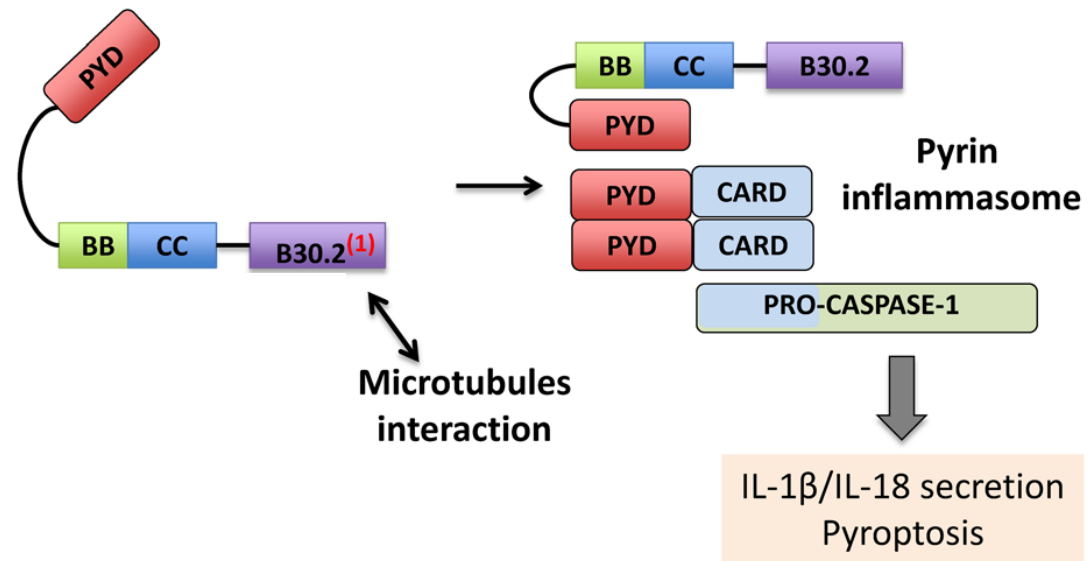 PYD
BB CC B30.2(1)
Microtubules
interaction
BB CC B30.2
PYD
PYD CARD
PYD CARD
PRO-CASPASE-1
Pyrin
inflammasome
IL-1β/IL-18 secretion
Pyroptosis